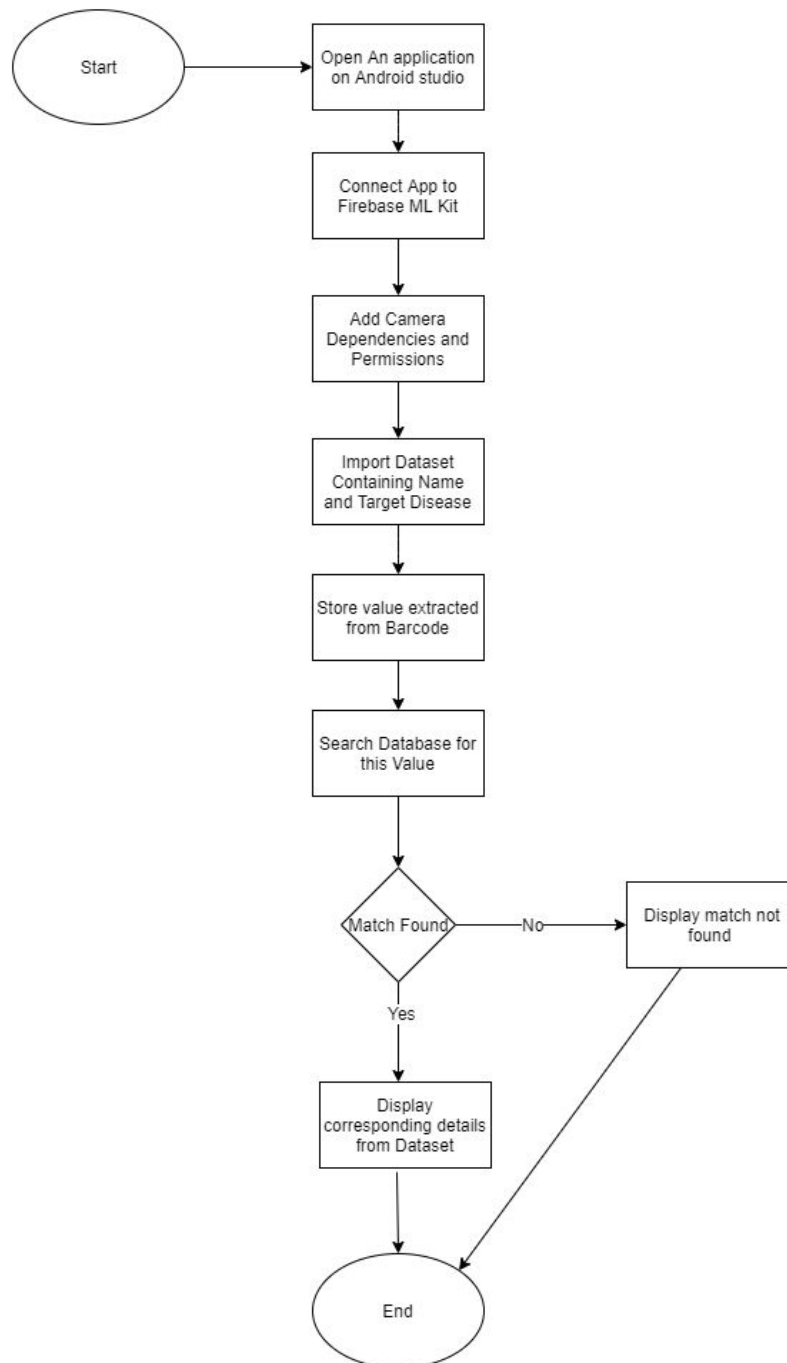 Start
Open An application
on Android studio
Connect App to
Firebase ML Kit
Add Camera
Dependencies and
Permissions
Import Dataset
Containing Name
and Target Disease
Store value extracted
from Barcode
Search Database for
this Value
Match Found
No
Display match not
found
Yes
Display
corresponding details
from Dataset
End